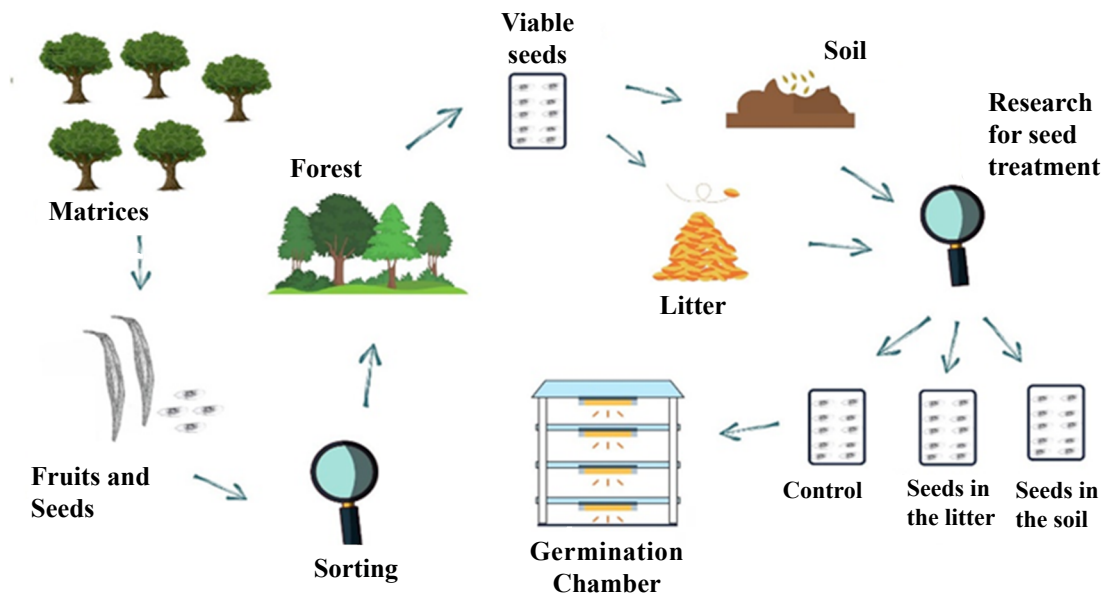 Matrices
Fruits and
Seeds
Sorting
Forest
Viable
seeds
Soil
Litter
Research
for seed
treatment
Control
Seeds in
the litter
Seeds in
the soil
Germination
Chamber